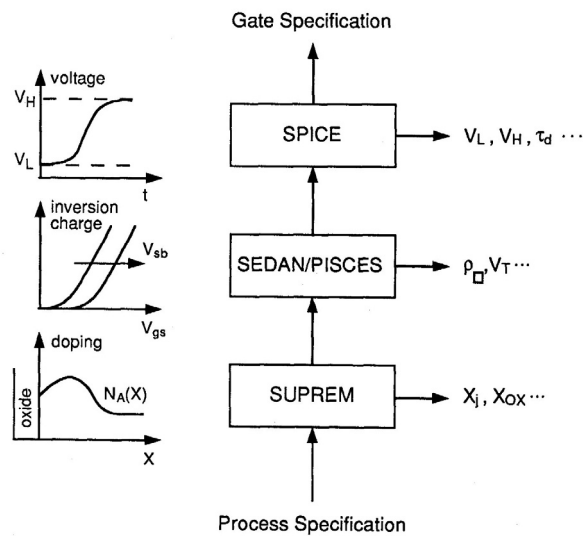 Gate Specification
voltage
V_H
V_L
t
SPICE
V_L , V_H , τ_d ···
inversion
charge
V_sb
V_gs
SEDAN/PISCES
ρ_□,V_T ···
doping
oxide
N_A(X)
X
SUPREM
X_j , X_OX ···
Process Specification